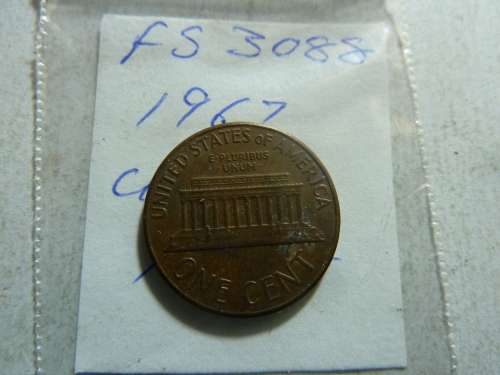 FS 3088
1967
UNITED STATES OF AMERICA
E·PLURIBUS
UNUM
ONE CENT